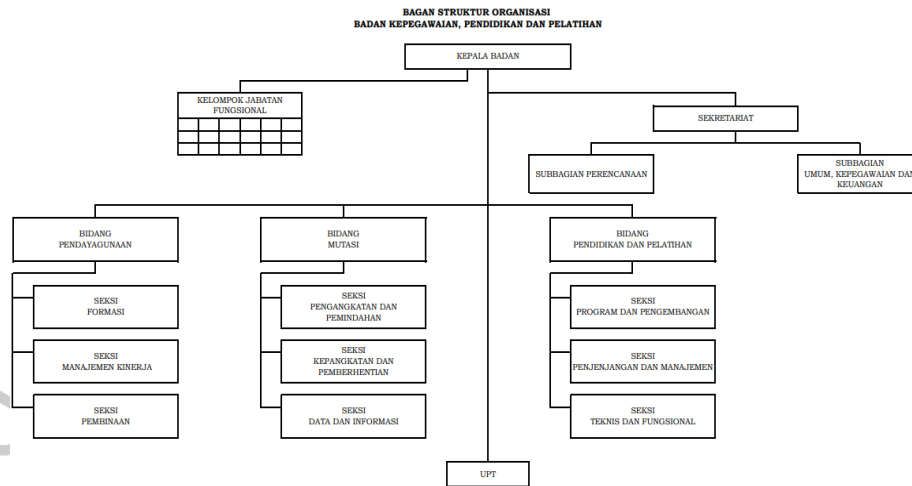 BAGAN STRUKTUR ORGANISASI
BADAN KEPEGAWAIAN, PENDIDIKAN DAN PELATIHAN
KEPALA BADAN
KELOMPOK JABATAN
FUNGSIONAL
SEKRETARIAT
SUBBAGIAN PERENCANAAN
SUBBAGIAN
UMUM, KEPEGAWAIAN DAN
KEUANGAN
BIDANG
PENDAYAGUNAAN
SEKSI
FORMASI
SEKSI
MANAJEMEN KINERJA
SEKSI
PEMBINAAN
BIDANG
MUTASI
SEKSI
PENGANGKATAN DAN
PEMINDAHAN
SEKSI
KEPANGKATAN DAN
PEMBERHENTIAN
SEKSI
DATA DAN INFORMASI
BIDANG
PENDIDIKAN DAN PELATIHAN
SEKSI
PROGRAM DAN PENGEMBANGAN
SEKSI
PENJENJANGAN DAN MANAJEMEN
SEKSI
TEKNIS DAN FUNGSIONAL
UPT